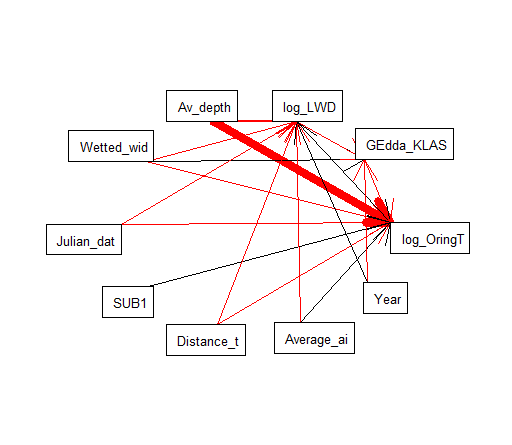 Av_depth
log_LWD
GEdda_KLAS
Wetted_wid
Julian_dat
log_OringT
SUB1
Year
Distance_t
Average_ai